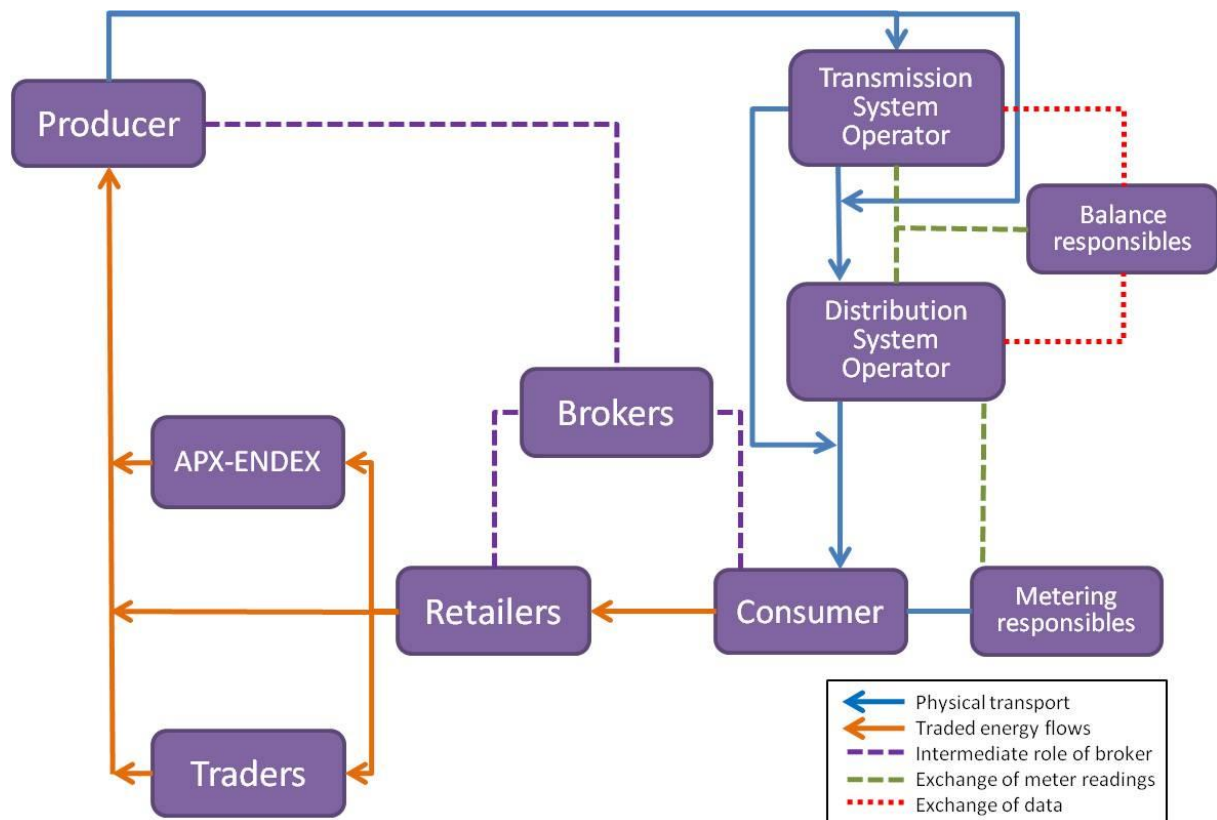 Producer
Transmission
System
Operator
Balance
responsibles
Distribution
System
Operator
Brokers
APX-ENDEX
Retailers
Consumer
Metering
responsibles
Traders
Physical transport
Traded energy flows
Intermediate role of broker
Exchange of meter readings
Exchange of data